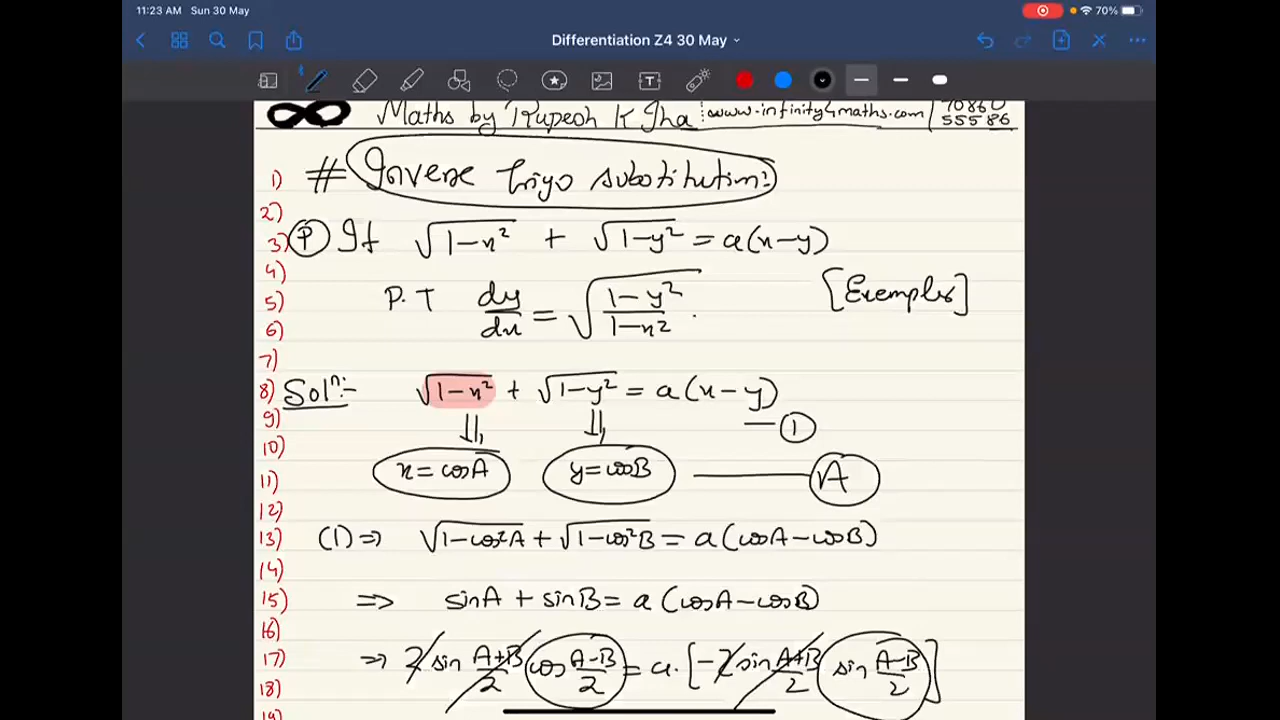 11:23 AM Sun 30 May 70%
Differentiation Z4 30 May
Maths by Rupesh K Jha www.infinity4maths.com 70860
55586
1) # Inverse trigo substitution:
2)
3) (P) If √(1-x²) + √(1-y²) = a(x-y)
4)
5) P.T dy/dx = √((1-y²)/(1-x²)). [Exempler]
6)
7)
8) Solⁿ:- √(1-x²) + √(1-y²) = a(x-y)
9) — ①
10)
11) x = cosA y = cosB — Ⓐ
12)
13) (1) ⇒ √(1-cos²A) + √(1-cos²B) = a(cosA-cosB)
14)
15) ⇒ sinA + sinB = a(cosA-cosB)
16)
17) ⇒ 2 sin (A+B)/2 cos (A-B)/2 = a.[-2 sin (A+B)/2 sin (A-B)/2]
18)